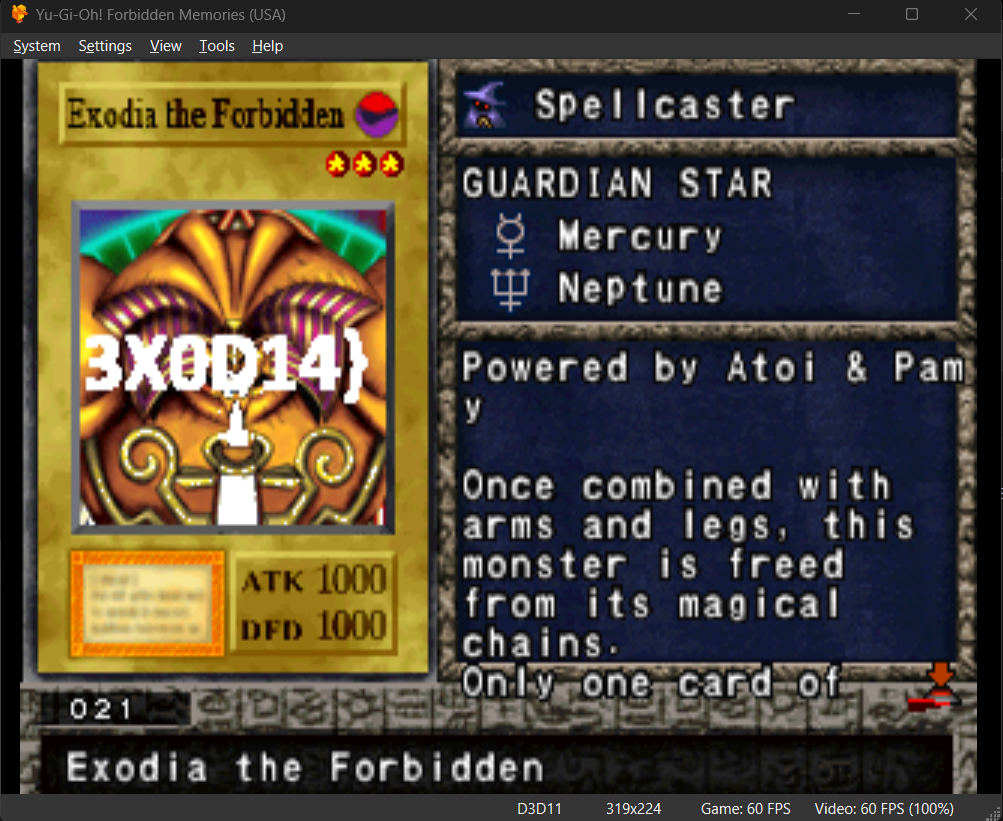 Yu-Gi-Oh! Forbidden Memories (USA)
System Settings View Tools Help
Exodia the Forbidden
3X0D14}
ATK 1000
DFD 1000
Spellcaster
GUARDIAN STAR
Mercury
Neptune
Powered by Atoi & Pam
y
Once combined with
arms and legs, this
monster is freed
from its magical
chains.
Only one card of
021
Exodia the Forbidden
D3D11 319x224 Game: 60 FPS Video: 60 FPS (100%)